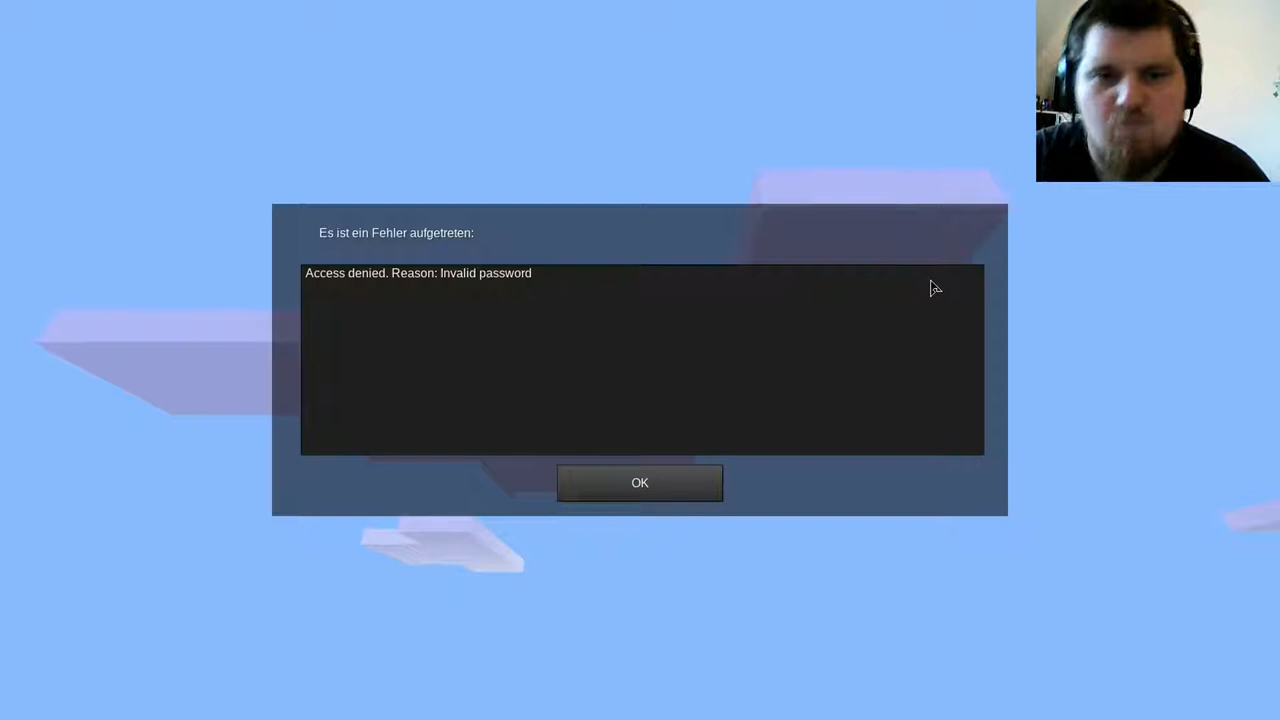 Es ist ein Fehler aufgetreten:
Access denied. Reason: Invalid password
OK